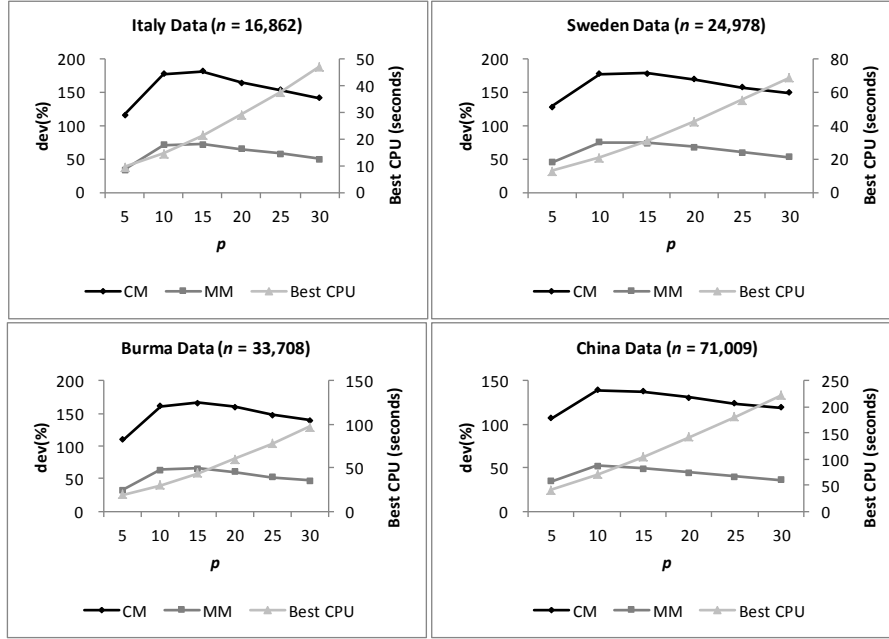 Italy Data (n = 16,862)
200
150
100
50
0
dev(%)
50
40
30
20
10
0
Best CPU (seconds)
5 10 15 20 25 30
p
CM MM Best CPU
Sweden Data (n = 24,978)
200
150
100
50
0
dev(%)
80
60
40
20
0
Best CPU (seconds)
5 10 15 20 25 30
p
CM MM Best CPU
Burma Data (n = 33,708)
200
150
100
50
0
dev(%)
150
100
50
0
Best CPU (seconds)
5 10 15 20 25 30
p
CM MM Best CPU
China Data (n = 71,009)
150
100
50
0
dev(%)
250
200
150
100
50
0
Best CPU (seconds)
5 10 15 20 25 30
p
CM MM Best CPU